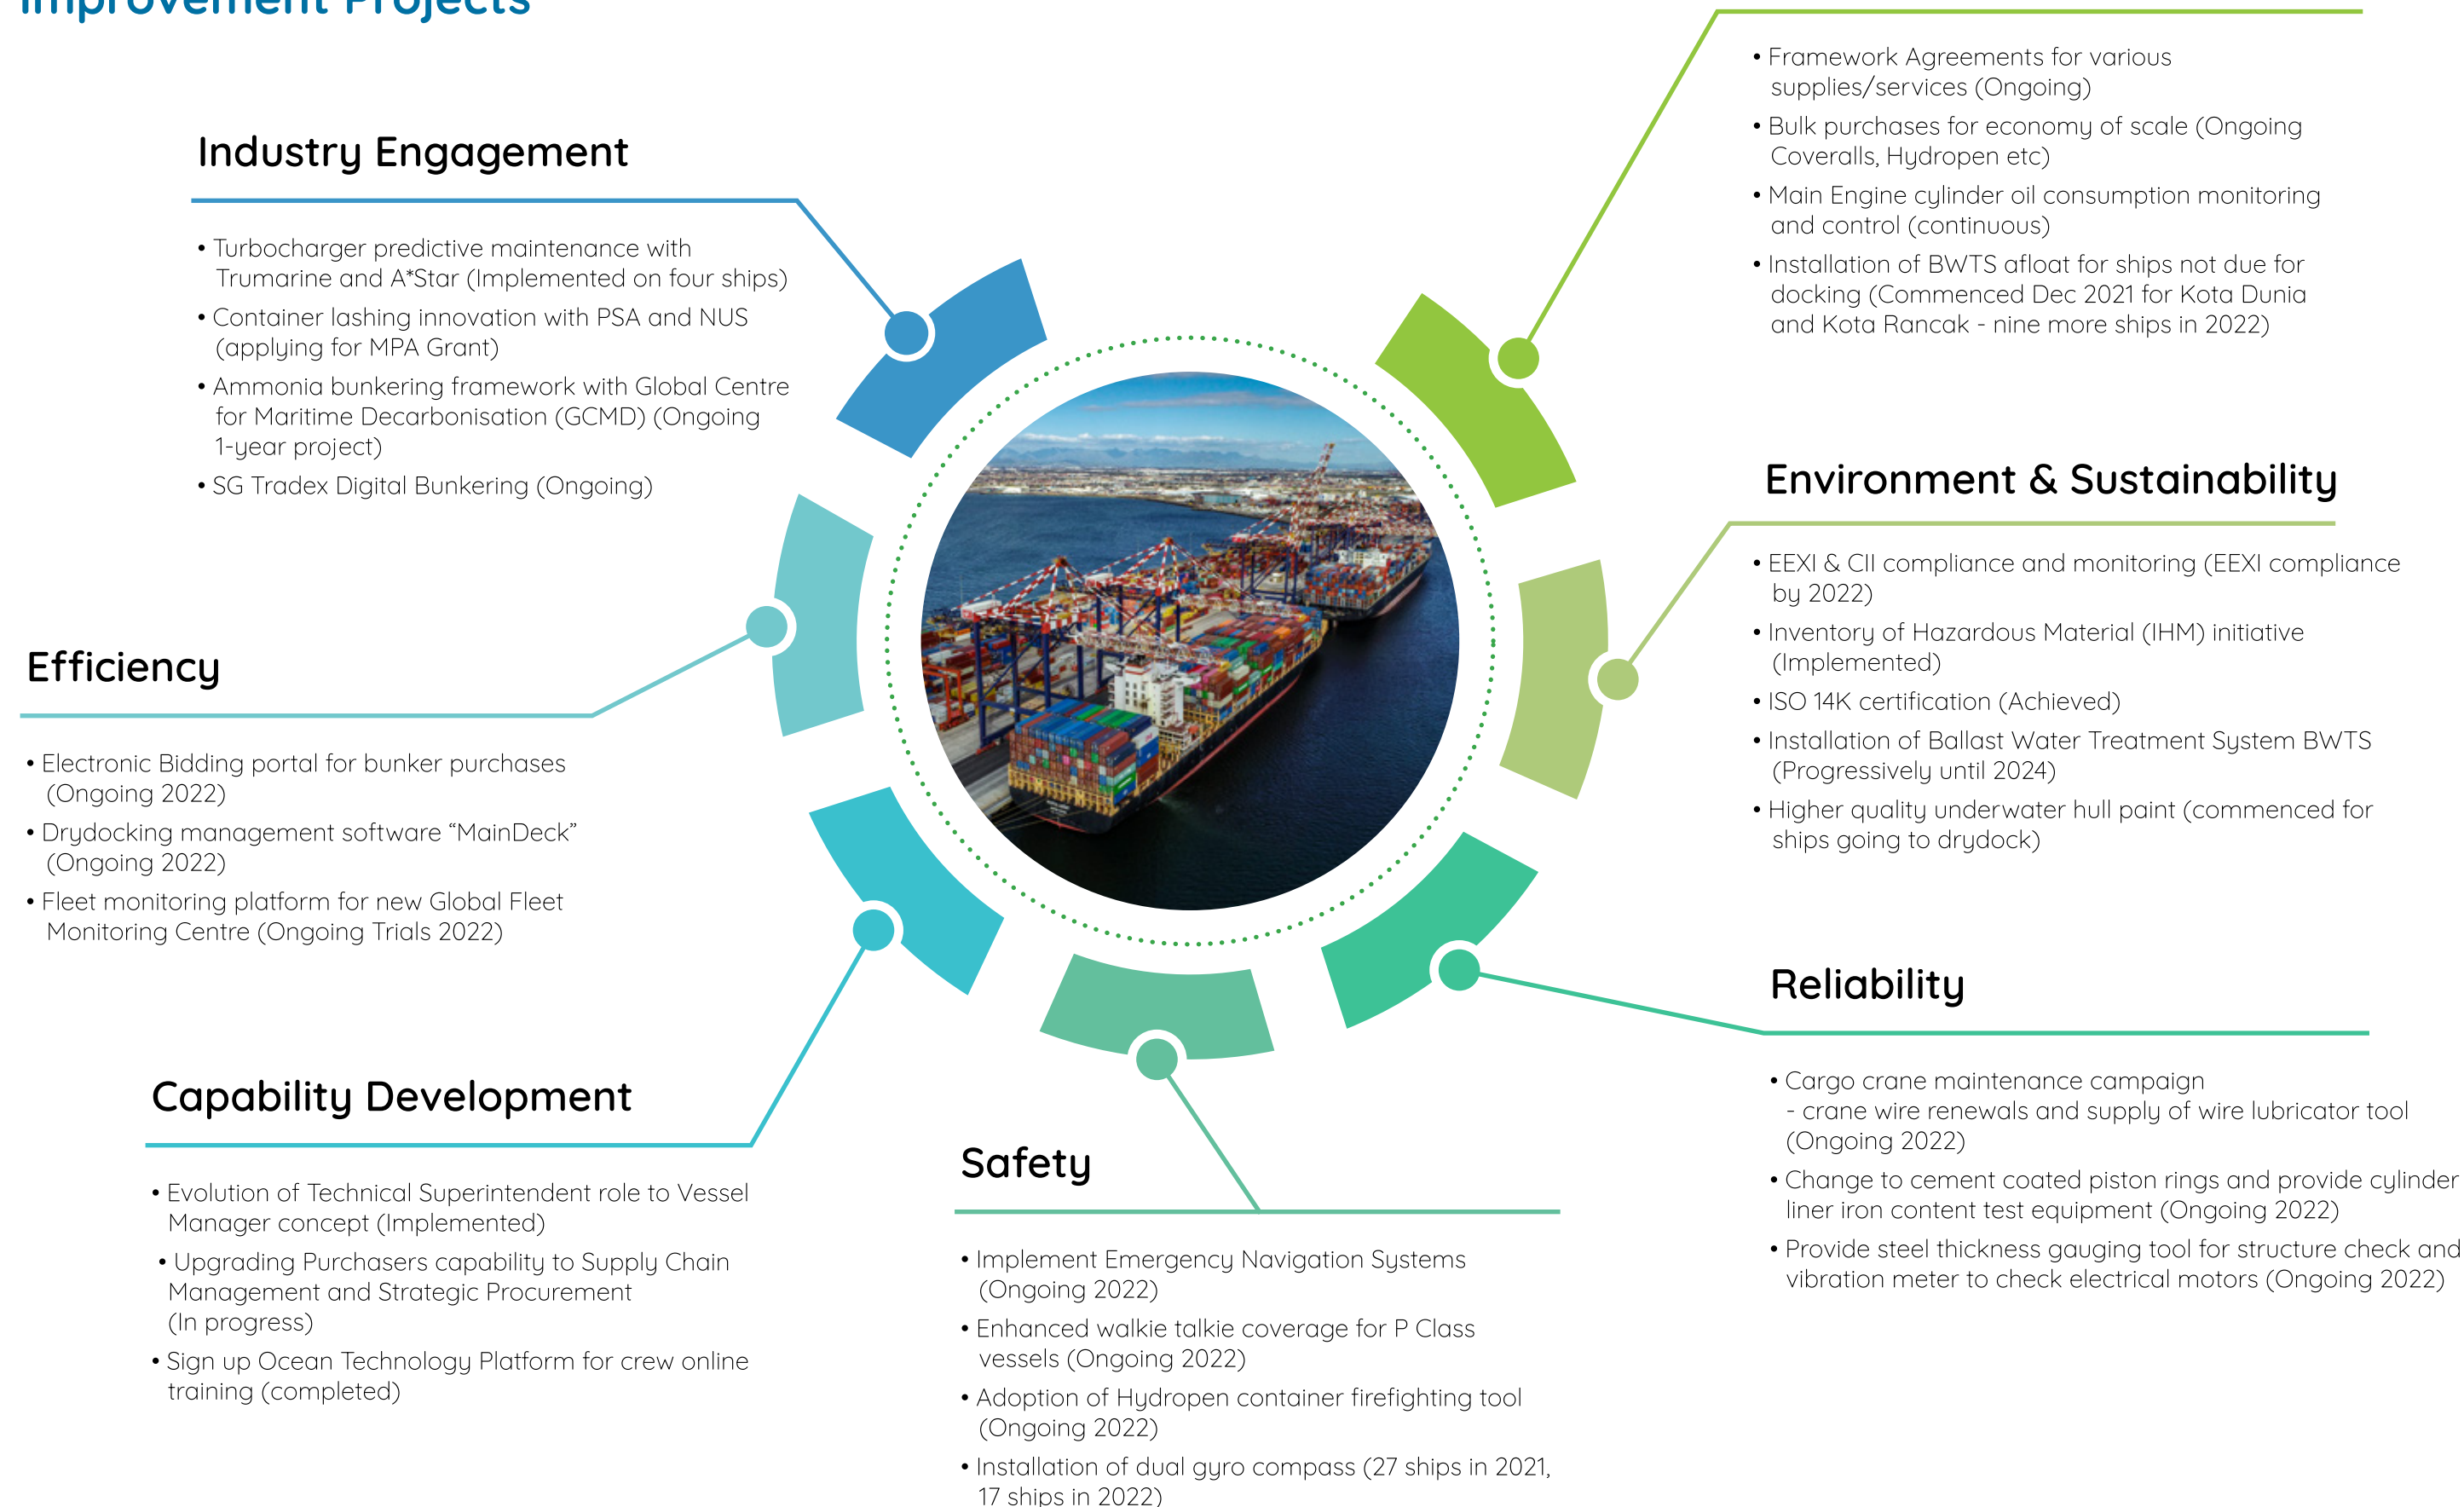 Improvement Projects
Industry Engagement
• Turbocharger predictive maintenance with
Trumarine and A*Star (Implemented on four ships)
• Container lashing innovation with PSA and NUS
(applying for MPA Grant)
• Ammonia bunkering framework with Global Centre
for Maritime Decarbonisation (GCMD) (Ongoing
1-year project)
• SG Tradex Digital Bunkering (Ongoing)
Efficiency
• Electronic Bidding portal for bunker purchases
(Ongoing 2022)
• Drydocking management software “MainDeck”
(Ongoing 2022)
• Fleet monitoring platform for new Global Fleet
Monitoring Centre (Ongoing Trials 2022)
Capability Development
• Evolution of Technical Superintendent role to Vessel
Manager concept (Implemented)
• Upgrading Purchasers capability to Supply Chain
Management and Strategic Procurement
(In progress)
• Sign up Ocean Technology Platform for crew online
training (completed)
Safety
• Implement Emergency Navigation Systems
(Ongoing 2022)
• Enhanced walkie talkie coverage for P Class
vessels (Ongoing 2022)
• Adoption of Hydropen container firefighting tool
(Ongoing 2022)
• Installation of dual gyro compass (27 ships in 2021,
17 ships in 2022)
• Framework Agreements for various
supplies/services (Ongoing)
• Bulk purchases for economy of scale (Ongoing
Coveralls, Hydropen etc)
• Main Engine cylinder oil consumption monitoring
and control (continuous)
• Installation of BWTS afloat for ships not due for
docking (Commenced Dec 2021 for Kota Dunia
and Kota Rancak - nine more ships in 2022)
Environment & Sustainability
• EEXI & CII compliance and monitoring (EEXI compliance
by 2022)
• Inventory of Hazardous Material (IHM) initiative
(Implemented)
• ISO 14K certification (Achieved)
• Installation of Ballast Water Treatment System BWTS
(Progressively until 2024)
• Higher quality underwater hull paint (commenced for
ships going to drydock)
Reliability
• Cargo crane maintenance campaign
- crane wire renewals and supply of wire lubricator tool
(Ongoing 2022)
• Change to cement coated piston rings and provide cylinder
liner iron content test equipment (Ongoing 2022)
• Provide steel thickness gauging tool for structure check and
vibration meter to check electrical motors (Ongoing 2022)